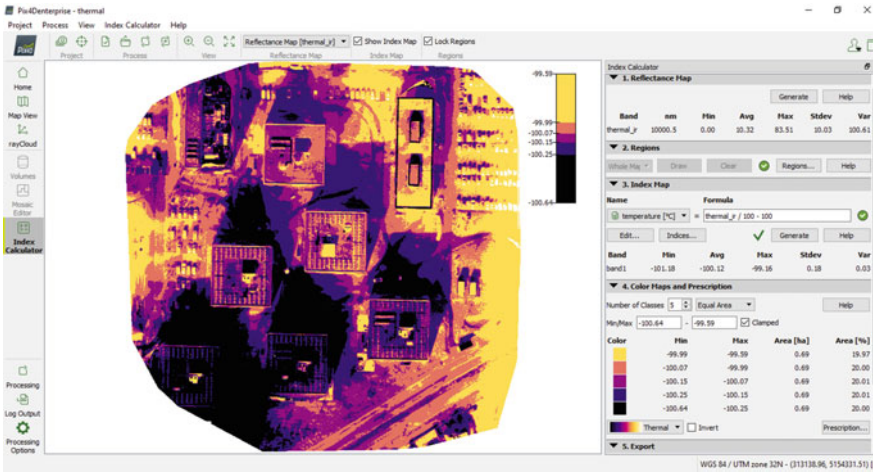 Pix4Denterprise - thermal
Project Process View Index Calculator Help
Reflectance Map [thermal_ir] Show Index Map Lock Regions
Project Process View Reflectance Map Index Map Regions
Home
Map View
rayCloud
Volumes
Mosaic
Editor
Index
Calculator
Processing
Log Output
Processing
Options
-99.59
-99.99
-100.07
-100.15
-100.25
-100.64
Index Calculator
1. Reflectance Map
Generate Help
Band nm Min Avg Max Stdev Var
thermal_ir 10000.5 0.00 10.32 83.51 10.03 100.61
2. Regions
Whole Map Draw Clear Regions... Help
3. Index Map
Name Formula
temperature [°C] = thermal_ir / 100 - 100
Edit... Indices... Generate Help
Band Min Avg Max Stdev Var
band1 -101.18 -100.12 -99.16 0.18 0.03
4. Color Maps and Prescription
Number of Classes 5 Equal Area Help
Min/Max -100.64 - -99.59 Clamped
Color Min Max Area [ha] Area [%]
-99.99 -99.59 0.69 19.97
-100.07 -99.99 0.69 20.00
-100.15 -100.07 0.69 20.01
-100.25 -100.15 0.69 20.01
-100.64 -100.25 0.69 20.00
Thermal Invert Prescription...
5. Export
WGS 84 / UTM zone 32N - (313138.96, 5154331.51)